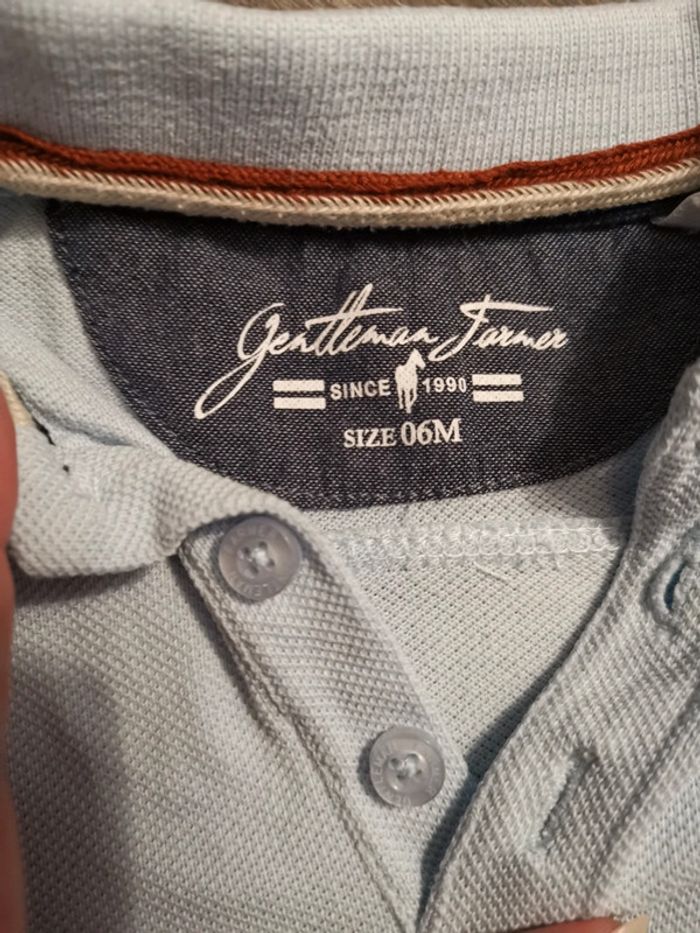 Gentleman Farmer
SINCE 1990
SIZE 06M